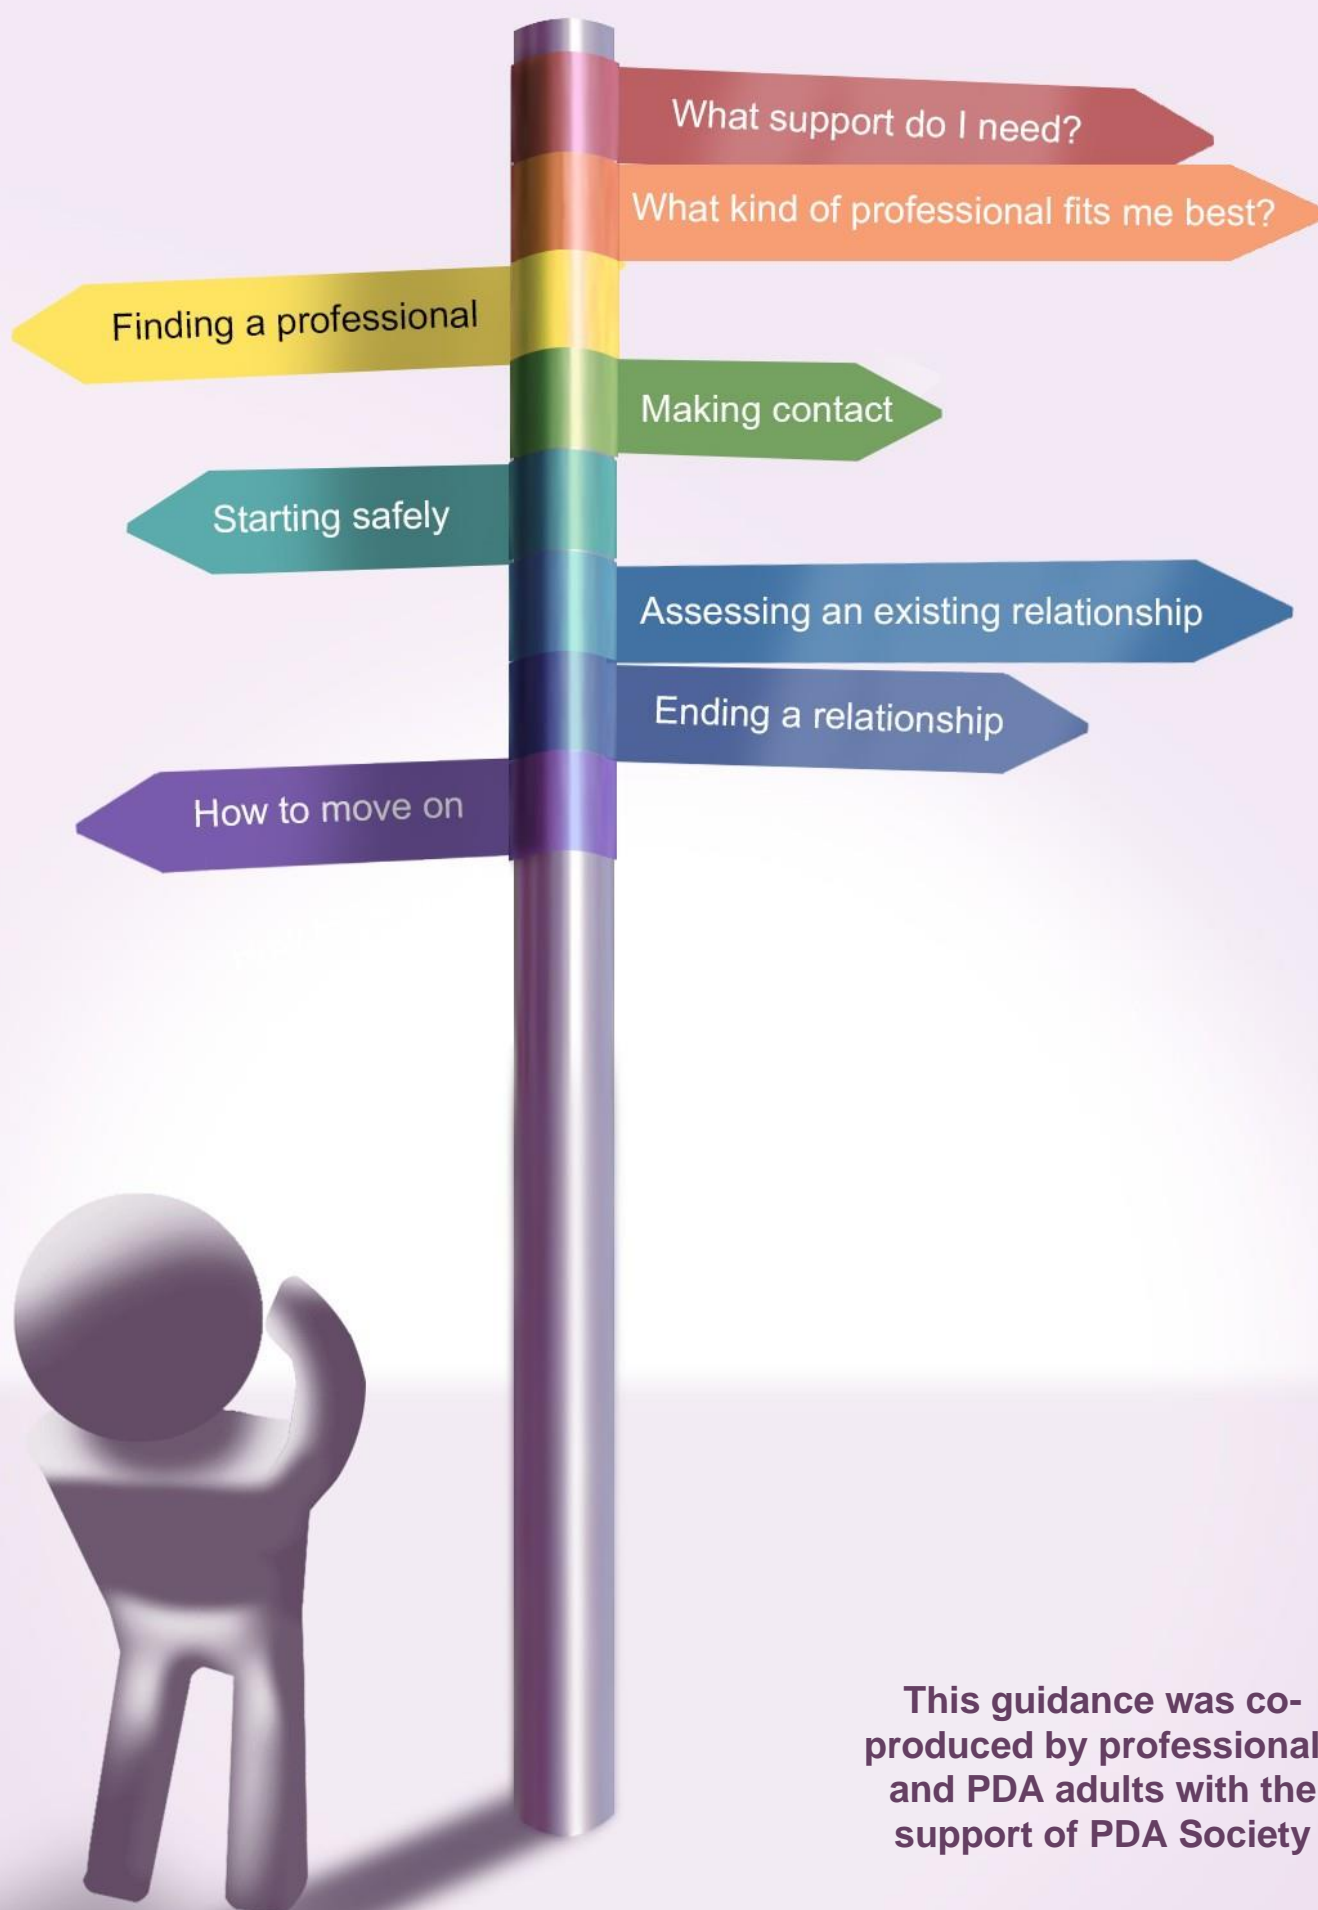 What support do I need?
What kind of professional fits me best?
Finding a professional
Making contact
Starting safely
Assessing an existing relationship
Ending a relationship
How to move on
This guidance was co-
produced by professional
and PDA adults with the
support of PDA Society